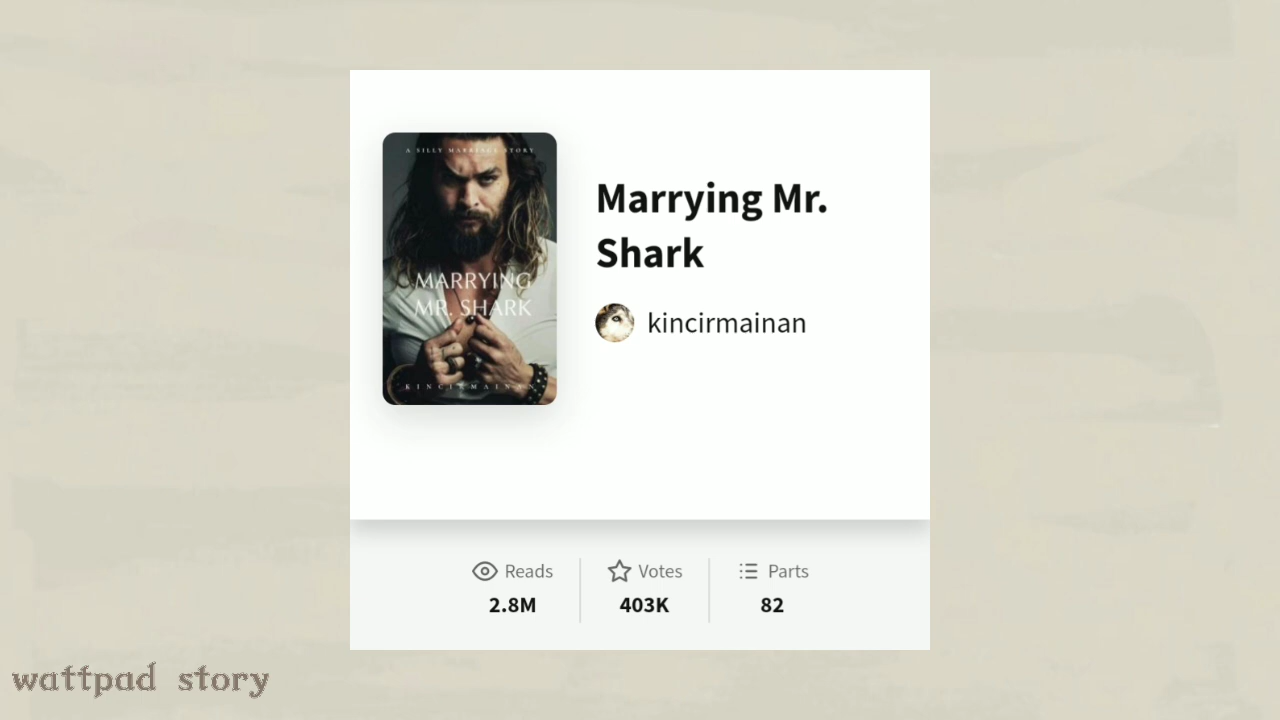 A SILLY MARRIAGE STORY
MARRYING
MR. SHARK
KINCIRMAINAN
Marrying Mr.
Shark
kincirmainan
Reads
Votes
Parts
2.8M
403K
82
wattpad story